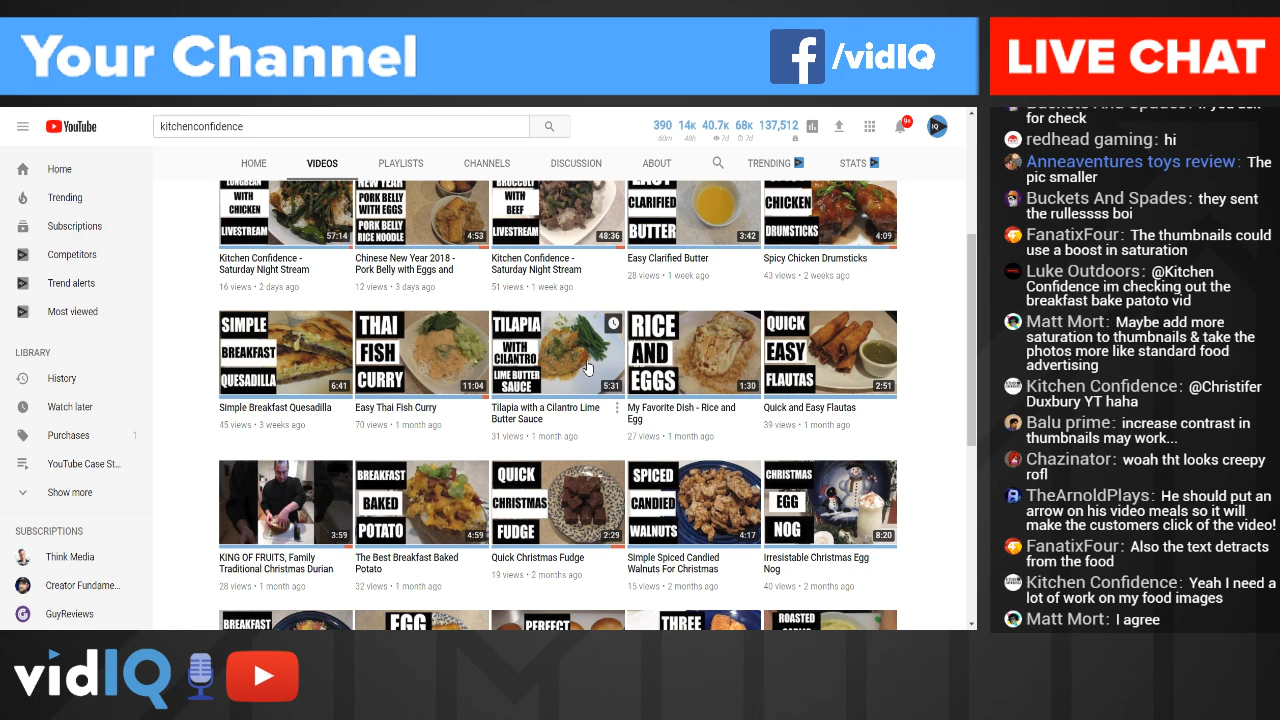 Your Channel
f /vidIQ
LIVE CHAT
YouTube
kitchenconfidence
390 14K 40.7K 68K 137,512
60m 48h 7d 7d
9+
IQ
HOME VIDEOS PLAYLISTS CHANNELS DISCUSSION ABOUT TRENDING STATS
Home
Trending
Subscriptions
Competitors
Trend alerts
Most viewed
LIBRARY
History
Watch later
Purchases 1
YouTube Case St...
Show more
SUBSCRIPTIONS
Think Media
Creator Fundame...
GuyReviews
WITH
CHICKEN
LIVESTREAM
57:14
Kitchen Confidence -
Saturday Night Stream
16 views • 2 days ago
NEW YEAR
PORK BELLY
WITH EGGS
PORK BELLY
RICE NOODLE
4:53
Chinese New Year 2018 -
Pork Belly with Eggs and
12 views • 3 days ago
BROCCOLI
WITH
BEEF
LIVESTREAM
48:36
Kitchen Confidence -
Saturday Night Stream
51 views • 1 week ago
EASY
CLARIFIED
BUTTER
3:42
Easy Clarified Butter
28 views • 1 week ago
CHICKEN
DRUMSTICKS
4:09
Spicy Chicken Drumsticks
43 views • 2 weeks ago
SIMPLE
BREAKFAST
QUESADILLA
6:41
Simple Breakfast Quesadilla
45 views • 3 weeks ago
THAI
FISH
CURRY
11:04
Easy Thai Fish Curry
70 views • 1 month ago
TILAPIA
WITH
CILANTRO
LIME BUTTER
SAUCE
5:31
Tilapia with a Cilantro Lime
Butter Sauce
31 views • 1 month ago
RICE
AND
EGGS
1:30
My Favorite Dish - Rice and
Egg
27 views • 1 month ago
QUICK
EASY
FLAUTAS
2:51
Quick and Easy Flautas
39 views • 1 month ago
3:59
KING OF FRUITS, Family
Traditional Christmas Durian
28 views • 1 month ago
BREAKFAST
BAKED
POTATO
4:59
The Best Breakfast Baked
Potato
32 views • 1 month ago
QUICK
CHRISTMAS
FUDGE
2:29
Quick Christmas Fudge
19 views • 2 months ago
SPICED
CANDIED
WALNUTS
4:17
Simple Spiced Candied
Walnuts For Christmas
15 views • 2 months ago
CHRISTMAS
EGG
NOG
8:20
Irresistable Christmas Egg
Nog
40 views • 2 months ago
BREAKFAST
EGG
PERFECT
THREE
ROASTED
Buckets And Spades: if you ask
for check
redhead gaming: hi
Anneaventures toys review: The
pic smaller
Buckets And Spades: they sent
the rullessss boi
FanatixFour: The thumbnails could
use a boost in saturation
Luke Outdoors: @Kitchen
Confidence im checking out the
breakfast bake patoto vid
Matt Mort: Maybe add more
saturation to thumbnails & take the
photos more like standard food
advertising
Kitchen Confidence: @Christifer
Duxbury YT haha
Balu prime: increase contrast in
thumbnails may work...
Chazinator: woah tht looks creepy
rofl
TheArnoldPlays: He should put an
arrow on his video meals so it will
make the customers click of the video!
FanatixFour: Also the text detracts
from the food
Kitchen Confidence: Yeah I need a
lot of work on my food images
Matt Mort: I agree
vidIQ